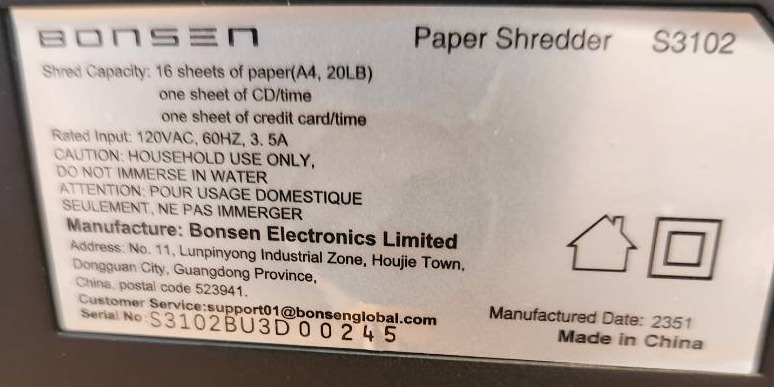 BONSEN Paper Shredder S3102
Shred Capacity: 16 sheets of paper(A4, 20LB)
one sheet of CD/time
one sheet of credit card/time
Rated Input: 120VAC, 60HZ, 3. 5A
CAUTION: HOUSEHOLD USE ONLY,
DO NOT IMMERSE IN WATER
ATTENTION: POUR USAGE DOMESTIQUE
SEULEMENT, NE PAS IMMERGER
Manufacture: Bonsen Electronics Limited
Address: No. 11, Lunpinyong Industrial Zone, Houjie Town,
Dongguan City, Guangdong Province,
China. postal code 523941.
Customer Service:support01@bonsenglobal.com
Serial No:S3102BU3D00245
Manufactured Date: 2351
Made in China